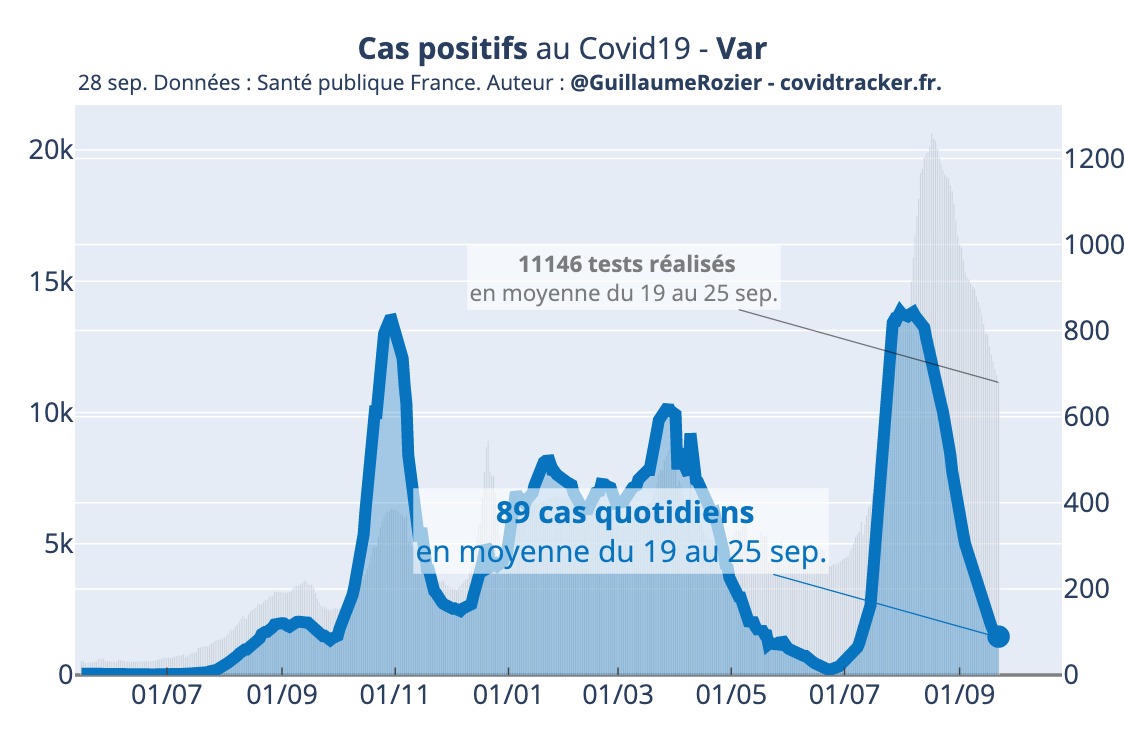 Cas positifs au Covid19 - Var
28 sep. Données : Santé publique France. Auteur : @GuillaumeRozier - covidtracker.fr.
20k
15k
10k
5k
0
1200
1000
800
600
400
200
0
11146 tests réalisés
en moyenne du 19 au 25 sep.
89 cas quotidiens
en moyenne du 19 au 25 sep.
01/07 01/09 01/11 01/01 01/03 01/05 01/07 01/09